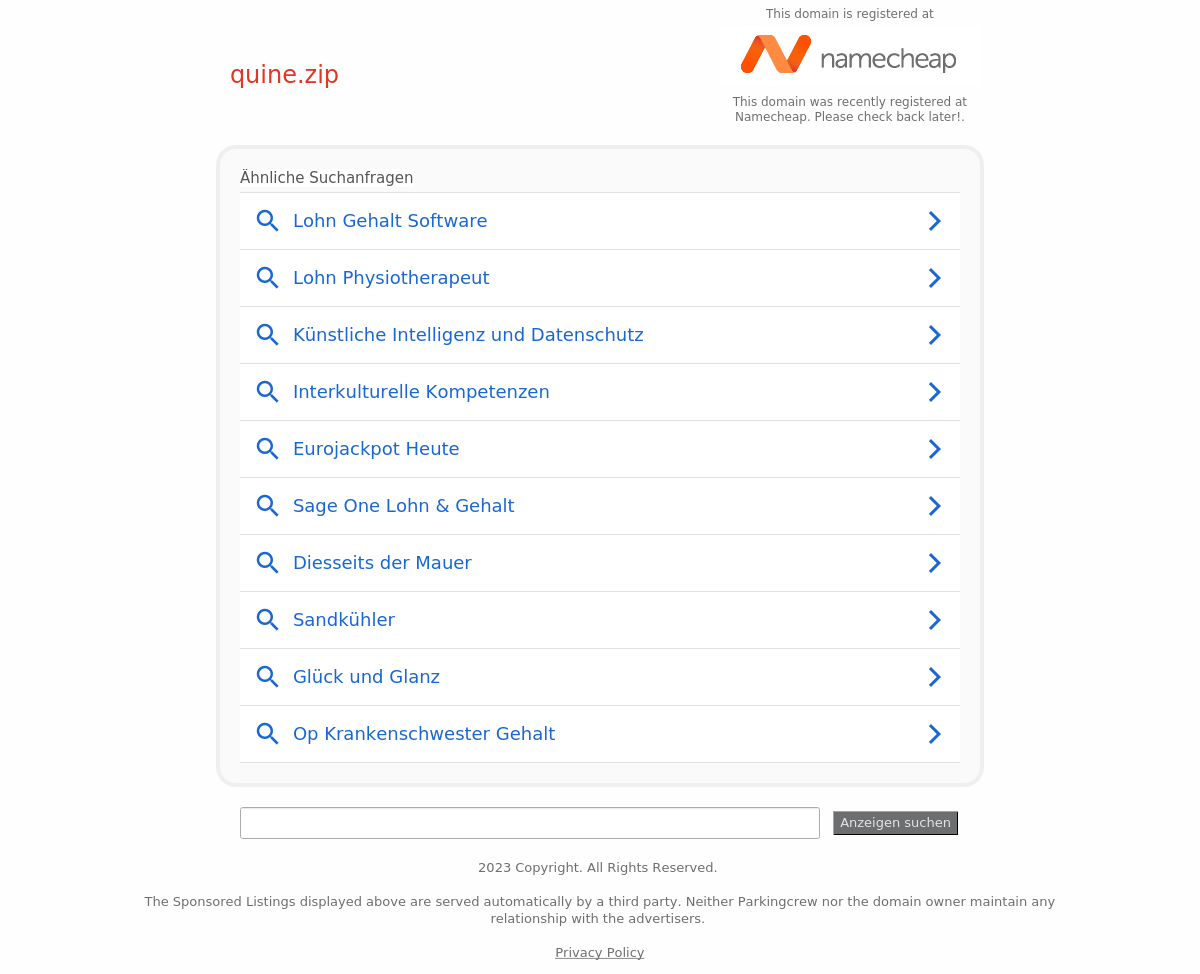 This domain is registered at
namecheap
quine.zip
This domain was recently registered at
Namecheap. Please check back later!.
Ähnliche Suchanfragen
Lohn Gehalt Software
Lohn Physiotherapeut
Künstliche Intelligenz und Datenschutz
Interkulturelle Kompetenzen
Eurojackpot Heute
Sage One Lohn & Gehalt
Diesseits der Mauer
Sandkühler
Glück und Glanz
Op Krankenschwester Gehalt
Anzeigen suchen
2023 Copyright. All Rights Reserved.
The Sponsored Listings displayed above are served automatically by a third party. Neither Parkingcrew nor the domain owner maintain any
relationship with the advertisers.
Privacy Policy